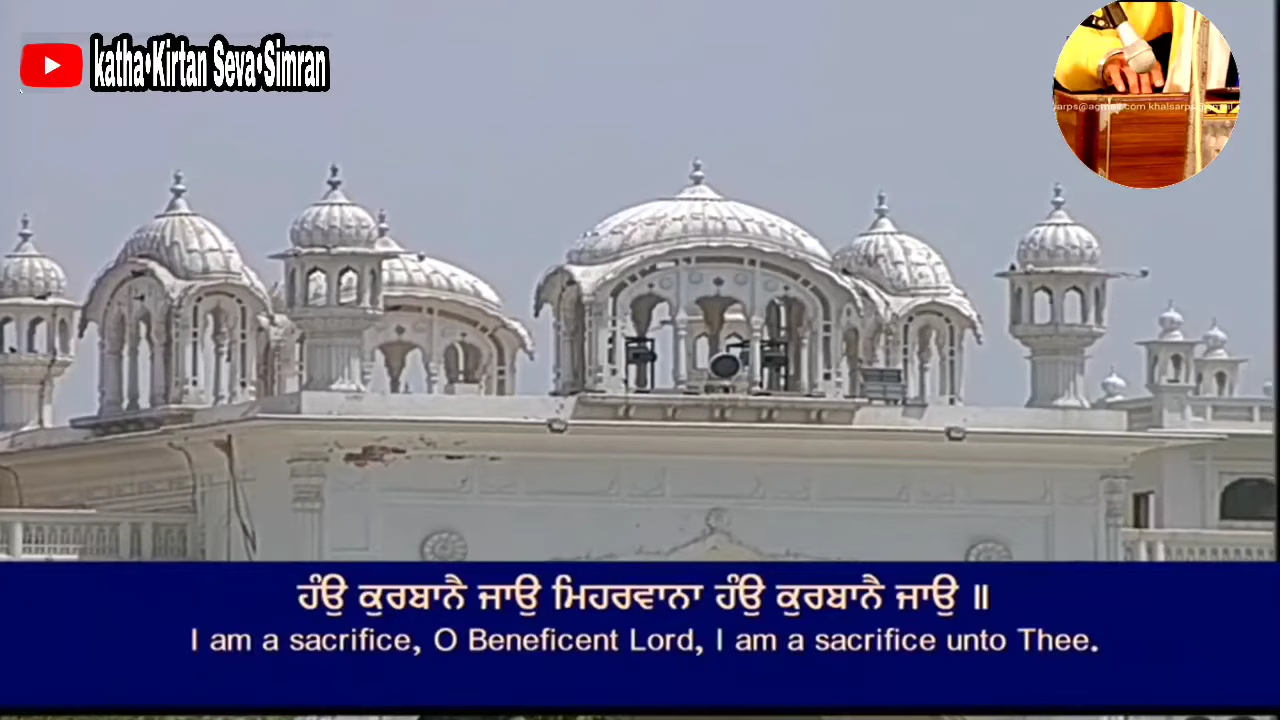 katha•Kirtan Seva•Simran
ਹੰਉ ਕੁਰਬਾਨੈ ਜਾਉ ਮਿਹਰਵਾਨਾ ਹੰਉ ਕੁਰਬਾਨੈ ਜਾਉ ॥
I am a sacrifice, O Beneficent Lord, I am a sacrifice unto Thee.